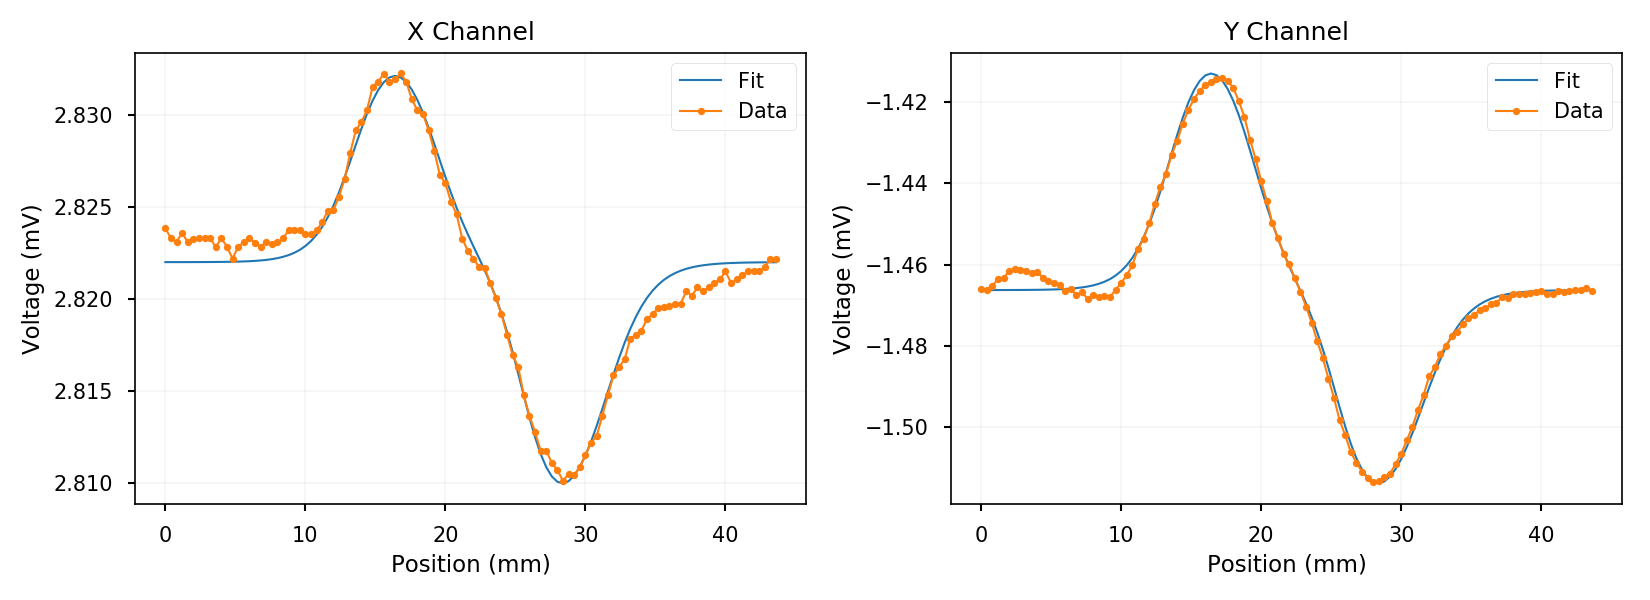 X Channel
Fit
Data
2.830
2.825
2.820
2.815
2.810
Voltage (mV)
0 10 20 30 40
Position (mm)
Y Channel
Fit
Data
−1.42
−1.44
−1.46
−1.48
−1.50
Voltage (mV)
0 10 20 30 40
Position (mm)